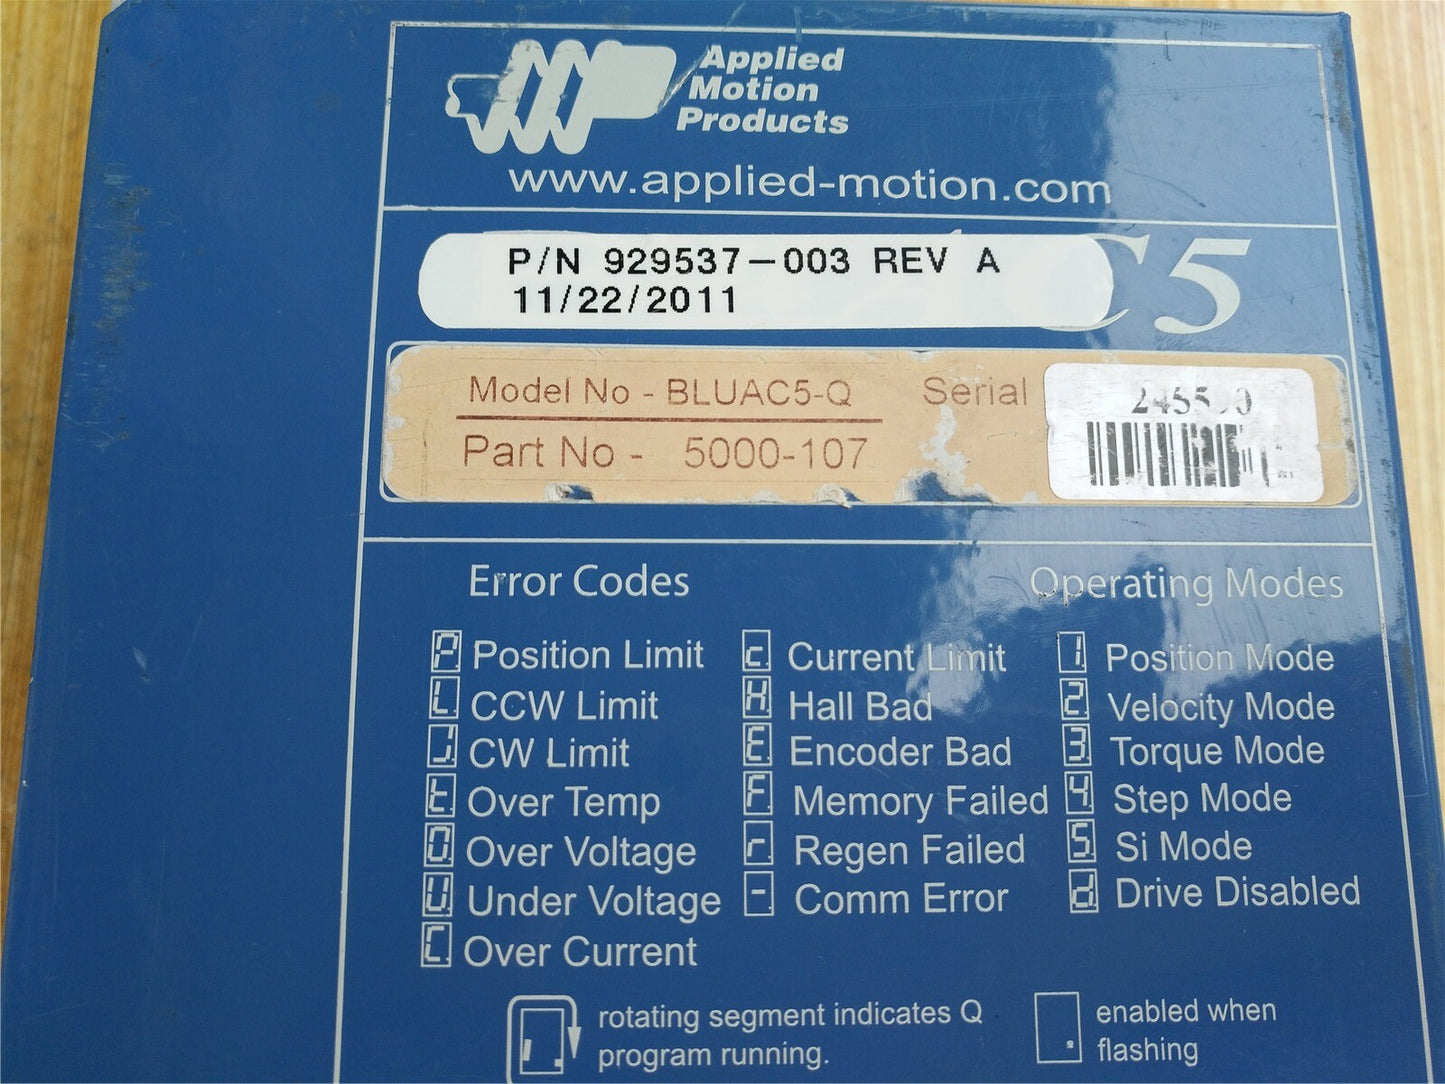 Applied
Motion
Products
www.applied-motion.com
C5
P/N 929537-003 REV A
11/22/2011
Model No - BLUAC5-Q
Serial
Part No - 5000-107
Error Codes
Operating Modes
P. Position Limit
L. CCW Limit
J. CW Limit
t. Over Temp
0. Over Voltage
U. Under Voltage
C. Over Current
c. Current Limit
H. Hall Bad
E. Encoder Bad
F. Memory Failed
r. Regen Failed
- Comm Error
1. Position Mode
2. Velocity Mode
3. Torque Mode
4. Step Mode
5. Si Mode
d. Drive Disabled
rotating segment indicates Q
program running.
enabled when
flashing